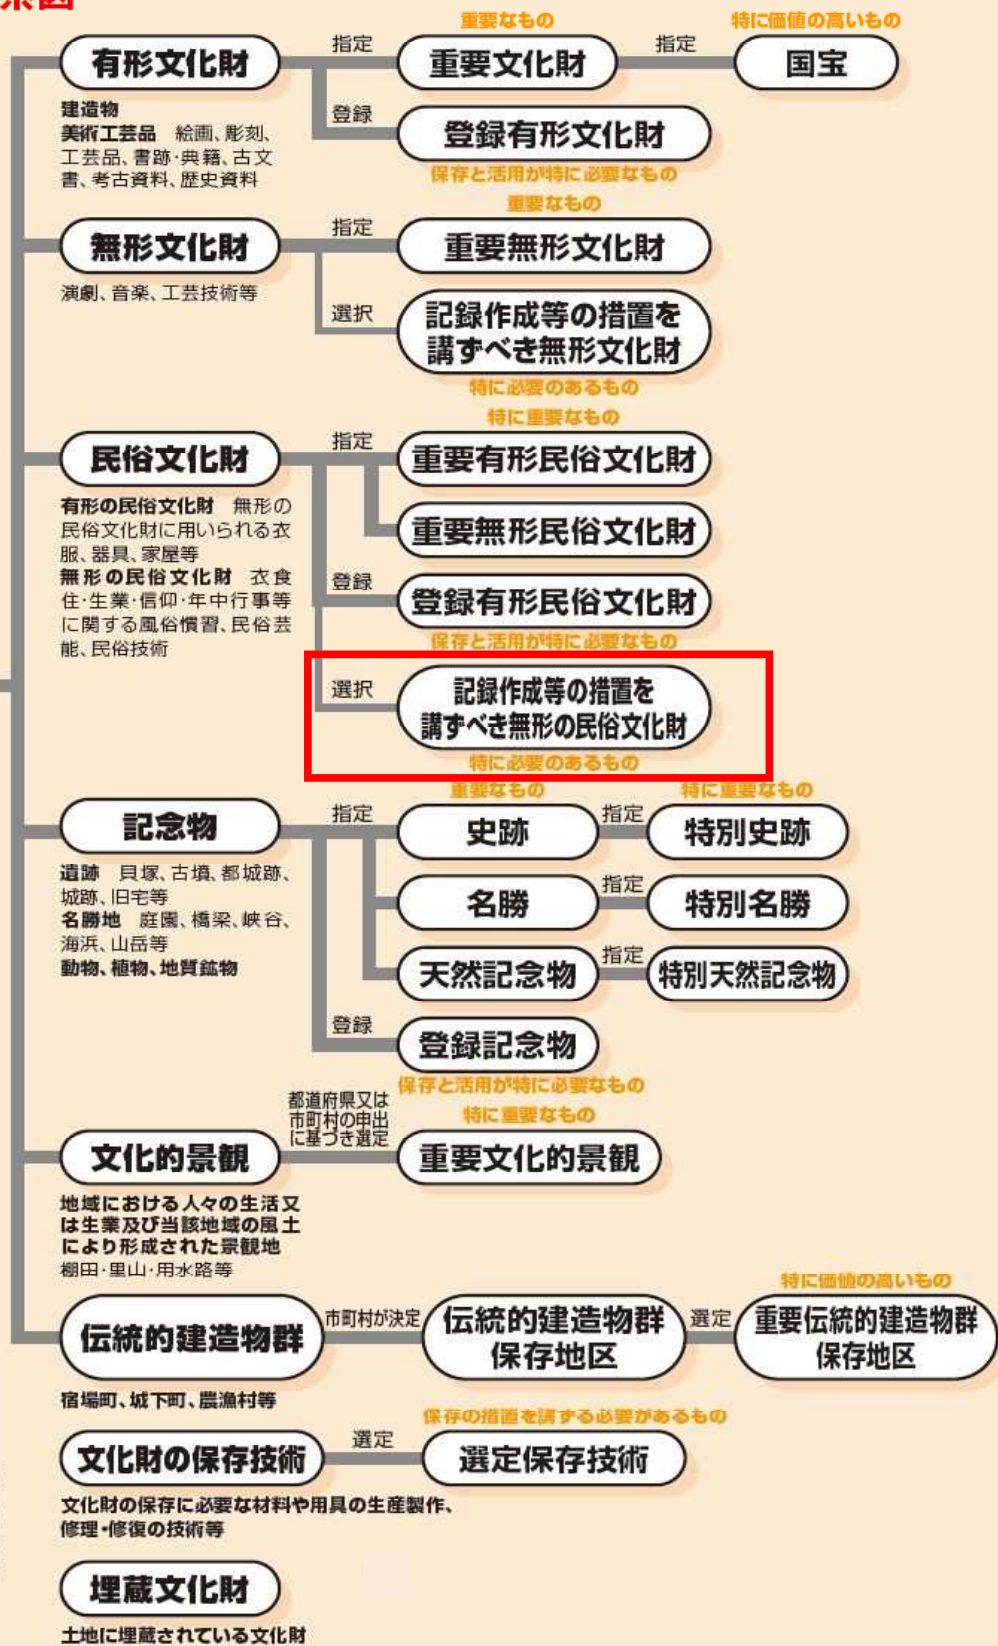 系図
重要なもの
特に価値の高いもの
有形文化財
指定
重要文化財
指定
国宝
建造物
美術工芸品 絵画、彫刻、
工芸品、書跡・典籍、古文
書、考古資料、歴史資料
登録
登録有形文化財
保存と活用が特に必要なもの
重要なもの
無形文化財
指定
重要無形文化財
演劇、音楽、工芸技術等
選択
記録作成等の措置を
講ずべき無形文化財
特に必要のあるもの
特に重要なもの
民俗文化財
指定
重要有形民俗文化財
有形の民俗文化財 無形の
民俗文化財に用いられる衣
服、器具、家屋等
無形の民俗文化財 衣食
住・生業・信仰・年中行事等
に関する風俗慣習、民俗芸
能、民俗技術
重要無形民俗文化財
登録
登録有形民俗文化財
保存と活用が特に必要なもの
選択
記録作成等の措置を
講ずべき無形の民俗文化財
特に必要のあるもの
重要なもの
特に重要なもの
記念物
指定
史跡
指定
特別史跡
遺跡 貝塚、古墳、都城跡、
城跡、旧宅等
名勝地 庭園、橋梁、峡谷、
海浜、山岳等
動物、植物、地質鉱物
名勝
指定
特別名勝
天然記念物
指定
特別天然記念物
登録
登録記念物
保存と活用が特に必要なもの
都道府県又は
市町村の申出
に基づき選定
特に重要なもの
文化的景観
重要文化的景観
地域における人々の生活又
は生業及び当該地域の風土
により形成された景観地
棚田・里山・用水路等
特に価値の高いもの
伝統的建造物群
市町村が決定
伝統的建造物群
保存地区
選定
重要伝統的建造物群
保存地区
宿場町、城下町、農漁村等
保存の措置を講ずる必要があるもの
文化財の保存技術
選定
選定保存技術
文化財の保存に必要な材料や用具の生産製作、
修理・修復の技術等
埋蔵文化財
土地に埋蔵されている文化財